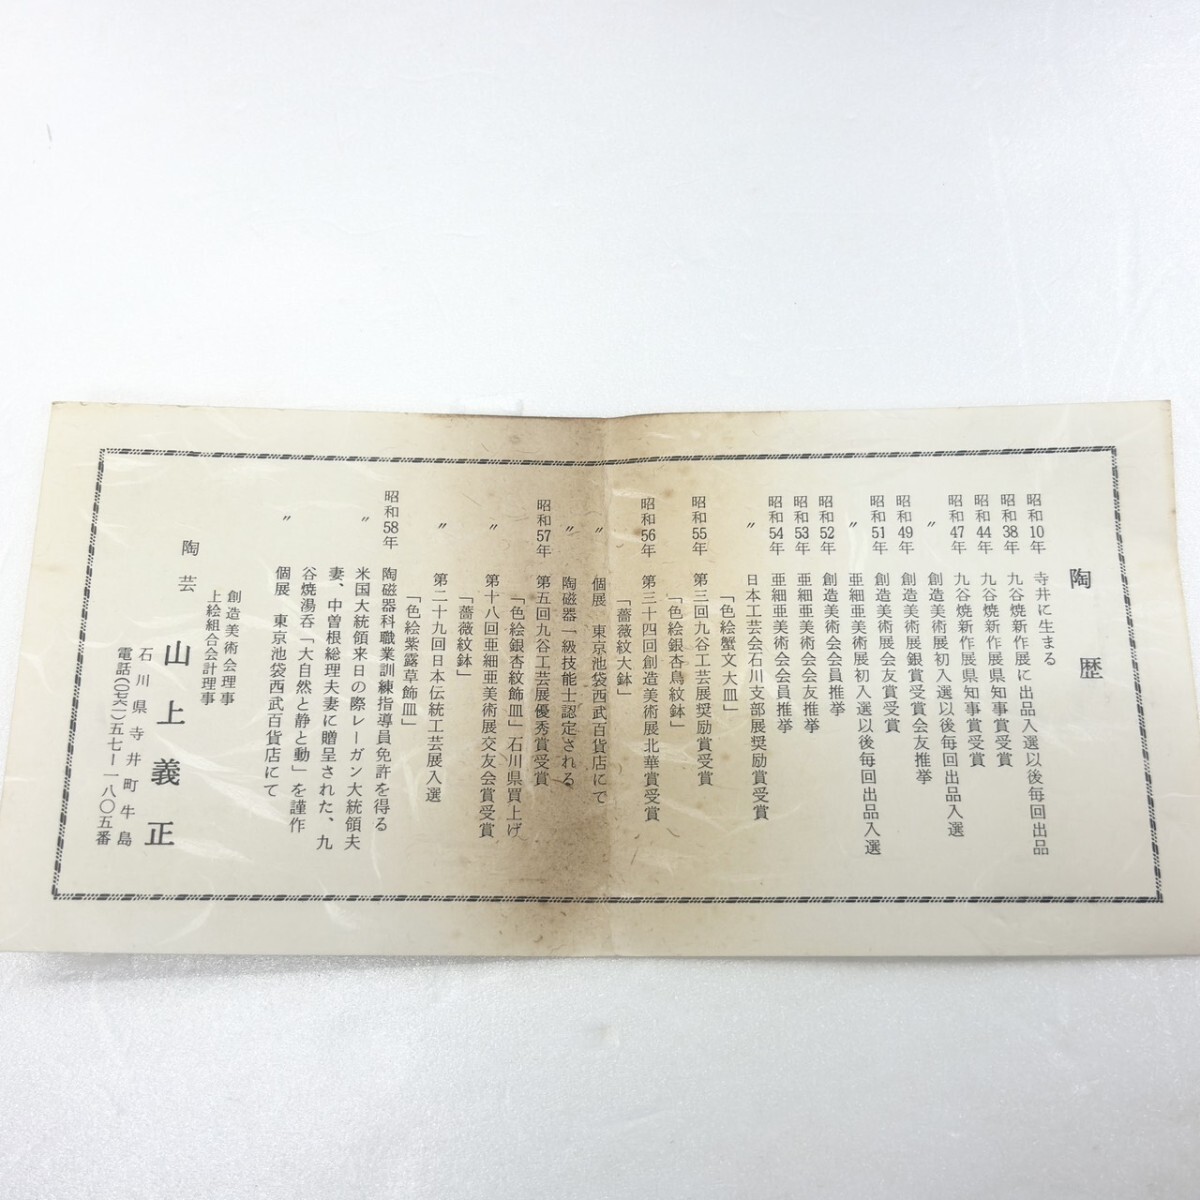 陶歴
昭和10年 寺井に生まる
昭和38年 九谷焼新作展に出品入選以後毎回出品
昭和44年 九谷焼新作展県知事賞受賞
昭和47年 九谷焼新作展県知事賞受賞
〃 創造美術展初入選以後毎回出品入選
昭和49年 創造美術展銀賞受賞会友推挙
昭和51年 創造美術展会友賞受賞
〃 亜細亜美術展初入選以後毎回出品入選
昭和52年 創造美術会会員推挙
昭和53年 亜細亜美術会会友推挙
昭和54年 亜細亜美術会会員推挙
〃 日本工芸会石川支部展奨励賞受賞
「色絵蟹文大皿」
昭和55年 第三回九谷工芸展奨励賞受賞
「色絵銀杏鳥紋鉢」
昭和56年 第三十四回創造美術展北華賞受賞
「薔薇紋大鉢」
〃 個展 東京池袋西武百貨店にて
〃 陶磁器一級技能士認定される
昭和57年 第五回九谷工芸展優秀賞受賞
「色絵銀杏紋飾皿」石川県買上げ
〃 第十八回亜細亜美術展交友会賞受賞
「薔薇紋鉢」
〃 第二十九回日本伝統工芸展入選
「色絵紫露草飾皿」
昭和58年 陶磁器科職業訓練指導員免許を得る
〃 米国大統領来日の際レーガン大統領夫
妻、中曽根総理夫妻に贈呈された、九
谷焼湯呑「大自然と静と動」を謹作
〃 個展 東京池袋西武百貨店にて
創造美術会理事
上絵組合会計理事
陶芸 山上義正
石川県寺井町牛島
電話(〇七六一)五七ー一八〇五番